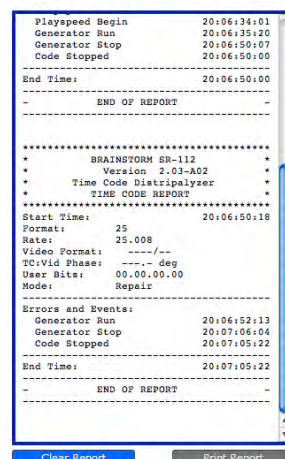 Playspeed Begin 20:06:34:01
Generator Run 20:06:35:20
Generator Stop 20:06:50:07
Code Stopped 20:06:50:00
----------------------------------------
End Time: 20:06:50:00
----------------------------------------
- END OF REPORT -
----------------------------------------
****************************************
* BRAINSTORM SR-112 *
* Version 2.03-A02 *
* Time Code Distripalyzer *
* TIME CODE REPORT *
****************************************
Start Time: 20:06:50:18
Format: 25
Rate: 25.008
Video Format: ----/--
TC:Vid Phase: ---.- deg
User Bits: 00.00.00.00
Mode: Repair
----------------------------------------
Errors and Events:
Generator Run 20:06:52:13
Generator Stop 20:07:06:04
Code Stopped 20:07:05:22
----------------------------------------
End Time: 20:07:05:22
----------------------------------------
- END OF REPORT -
----------------------------------------
Clear Report Print Report